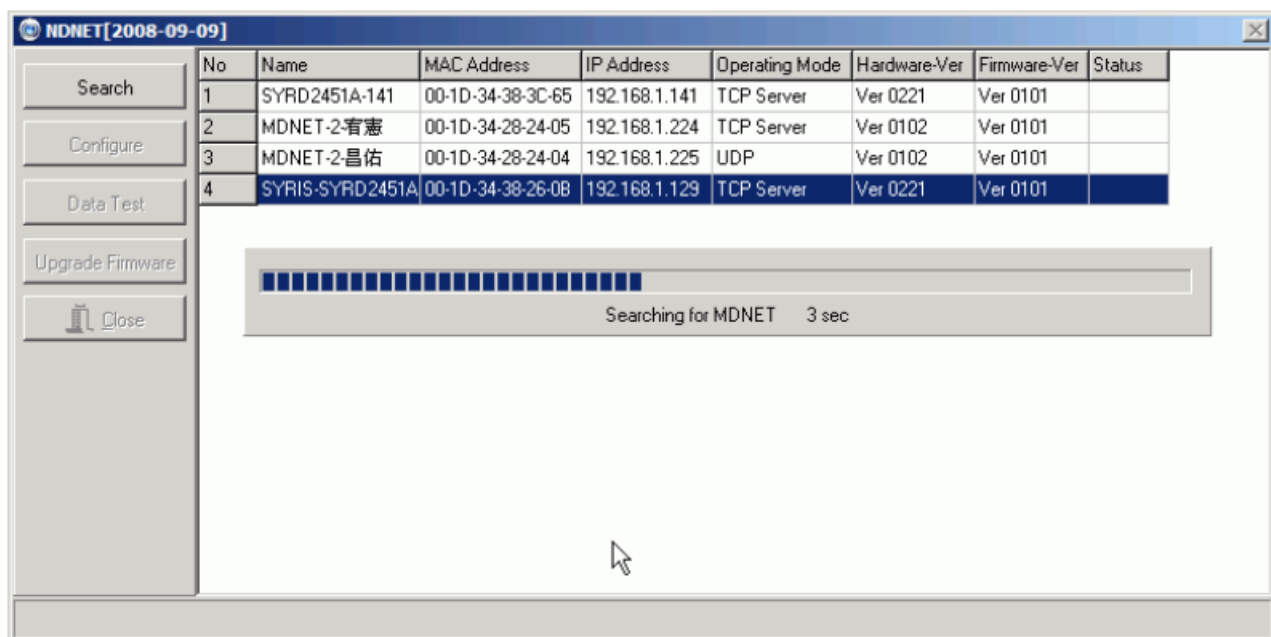 NDNET[2008-09-09]
Search
Configure
Data Test
Upgrade Firmware
Close
No Name MAC Address IP Address Operating Mode Hardware-Ver Firmware-Ver Status
1 SYRD2451A-141 00-1D-34-38-3C-65 192.168.1.141 TCP Server Ver 0221 Ver 0101
2 MDNET-2-宥憲 00-1D-34-28-24-05 192.168.1.224 TCP Server Ver 0102 Ver 0101
3 MDNET-2-昌佑 00-1D-34-28-24-04 192.168.1.225 UDP Ver 0102 Ver 0101
4 SYRIS-SYRD2451A 00-1D-34-38-26-0B 192.168.1.129 TCP Server Ver 0221 Ver 0101
Searching for MDNET 3 sec